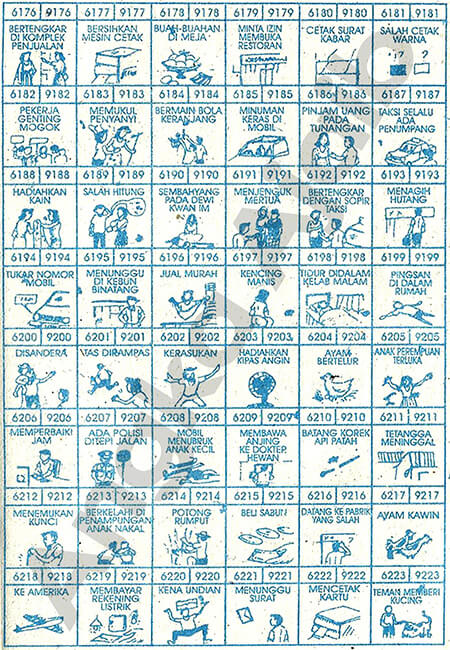 6176 9176 6177 9177 6178 9178 6179 9179 6180 9180 6181 9181
BERTENGKAR DI KOMPLEK PENJUALAN
BERSIHKAN MESIN CETAK
BUAH-BUAHAN DI MEJA
MINTA IZIN MEMBUKA RESTORAN
CETAK SURAT KABAR
SALAH CETAK WARNA
6182 9182 6183 9183 6184 9184 6185 9185 6186 9186 6187 9187
PEKERJA GENTING MOGOK
MEMUKUL PENYANYI
BERMAIN BOLA KERANJANG
MINUMAN KERAS DI MOBIL
PINJAM UANG PADA TUNANGAN
TAKSI SELALU ADA PENUMPANG
6188 9188 6189 9189 6190 9190 6191 9191 6192 9192 6193 9193
HADIAHKAN KAIN
SALAH HITUNG
SEMBAHYANG PADA DEWI KWAN IM
MENJENGUK MERTUA
BERTENGKAR DENGAN SOPIR TAKSI
MENAGIH HUTANG
6194 9194 6195 9195 6196 9196 6197 9197 6198 9198 6199 9199
TUKAR NOMOR MOBIL
MENUNGGU DI KEBUN BINATANG
JUAL MURAH
KENCING MANIS
TIDUR DIDALAM KELAB MALAM
PINGSAN DI DALAM RUMAH
6200 9200 6201 9201 6202 9202 6203 9203 6204 9204 6205 9205
DISANDERA
TAS DIRAMPAS
KERASUKAN
HADIAHKAN KIPAS ANGIN
AYAM BERTELUR
ANAK PEREMPUAN TERLUKA
6206 9206 6207 9207 6208 9208 6209 9209 6210 9210 6211 9211
MEMPERBAIKI JAM
ADA POLISI DITEPI JALAN
MOBIL MENUBRUK ANAK KECIL
MEMBAWA ANJING KE DOKTER HEWAN
BATANG KOREK API PATAH
TETANGGA MENINGGAL
6212 9212 6213 9213 6214 9214 6215 9215 6216 9216 6217 9217
MENEMUKAN KUNCI
BERKELAHI DI PENAMPUNGAN ANAK NAKAL
POTONG RUMPUT
BELI SABUN
DATANG KE PABRIK YANG SALAH
AYAM KAWIN
6218 9218 6219 9219 6220 9220 6221 9221 6222 9222 6223 9223
KE AMERIKA
MEMBAYAR REKENING LISTRIK
KENA UNDIAN
MENUNGGU SURAT
MENCETAK KARTU
TEMAN MEMBERI KUCING